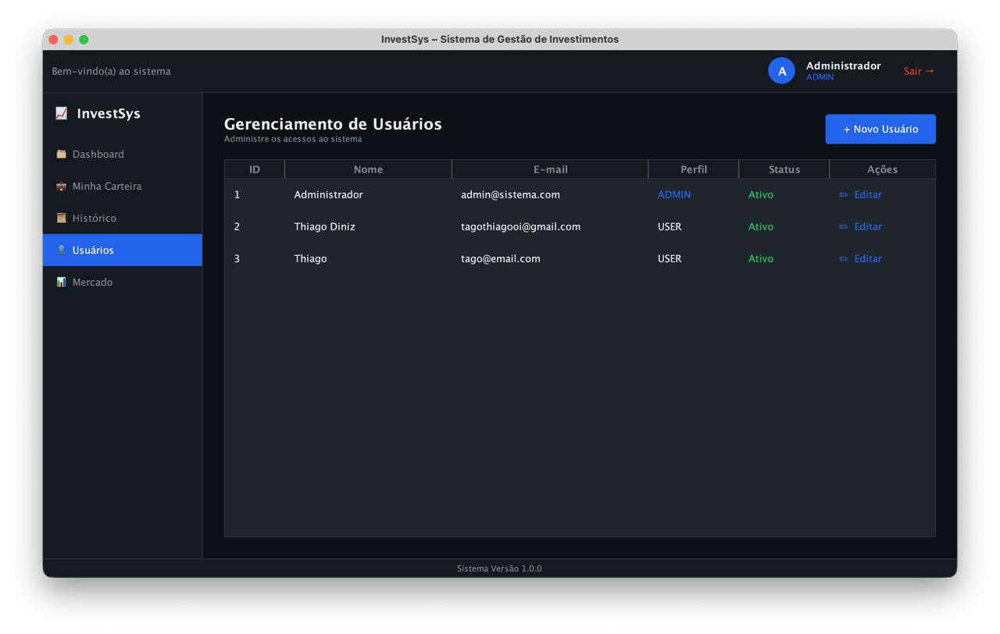 InvestSys – Sistema de Gestão de Investimentos
Bem-vindo(a) ao sistema
A
Administrador
ADMIN
Sair →
InvestSys
Dashboard
Minha Carteira
Histórico
Usuários
Mercado
Gerenciamento de Usuários
Administre os acessos ao sistema
+ Novo Usuário
ID Nome E-mail Perfil Status Ações
1 Administrador admin@sistema.com ADMIN Ativo ✏ Editar
2 Thiago Diniz tagothiagooi@gmail.com USER Ativo ✏ Editar
3 Thiago tago@email.com USER Ativo ✏ Editar
Sistema Versão 1.0.0